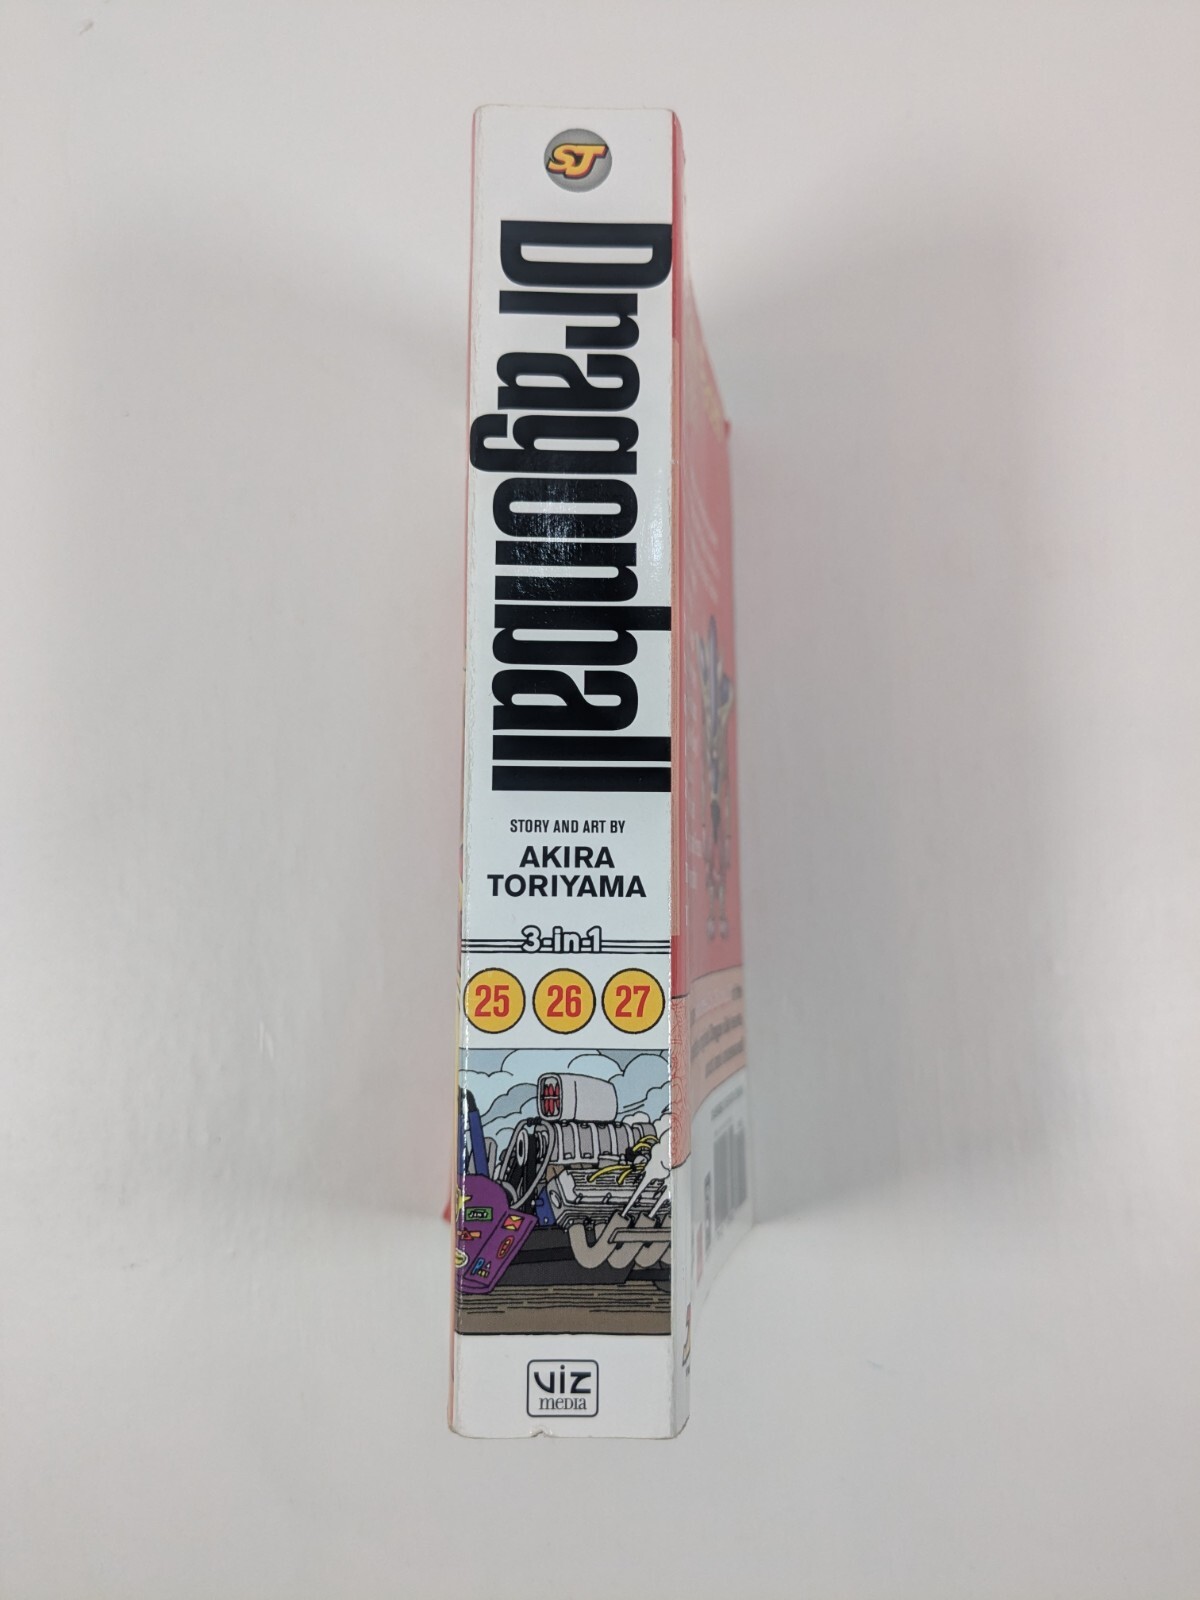 SJ
Dragonball
STORY AND ART BY
AKIRA
TORIYAMA
3-in-1
25 26 27
VIZ
MEDIA